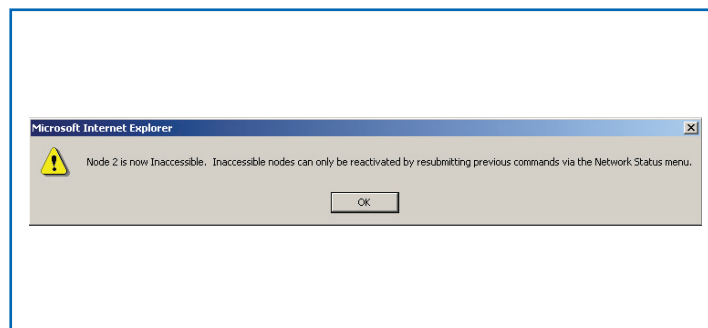 Microsoft Internet Explorer
Node 2 is now Inaccessible.  Inaccessible nodes can only be reactivated by resubmitting previous commands via the Network Status menu.
OK